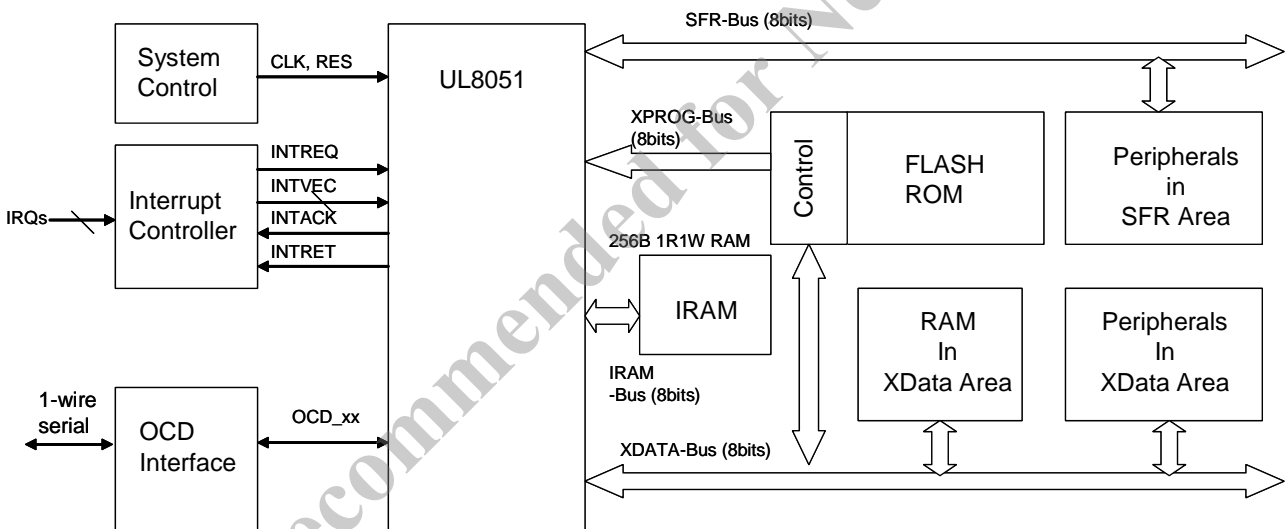 SFR-Bus (8bits)
System
Control
CLK, RES
UL8051
XPROG-Bus
(8bits)
Control
FLASH
ROM
Peripherals
in
SFR Area
INTREQ
INTVEC
INTACK
INTRET
IRQs
Interrupt
Controller
256B 1R1W RAM
IRAM
IRAM
-Bus (8bits)
RAM
In
XData Area
Peripherals
In
XData Area
1-wire
serial
OCD
Interface
OCD_xx
XDATA-Bus (8bits)
ecommended for N